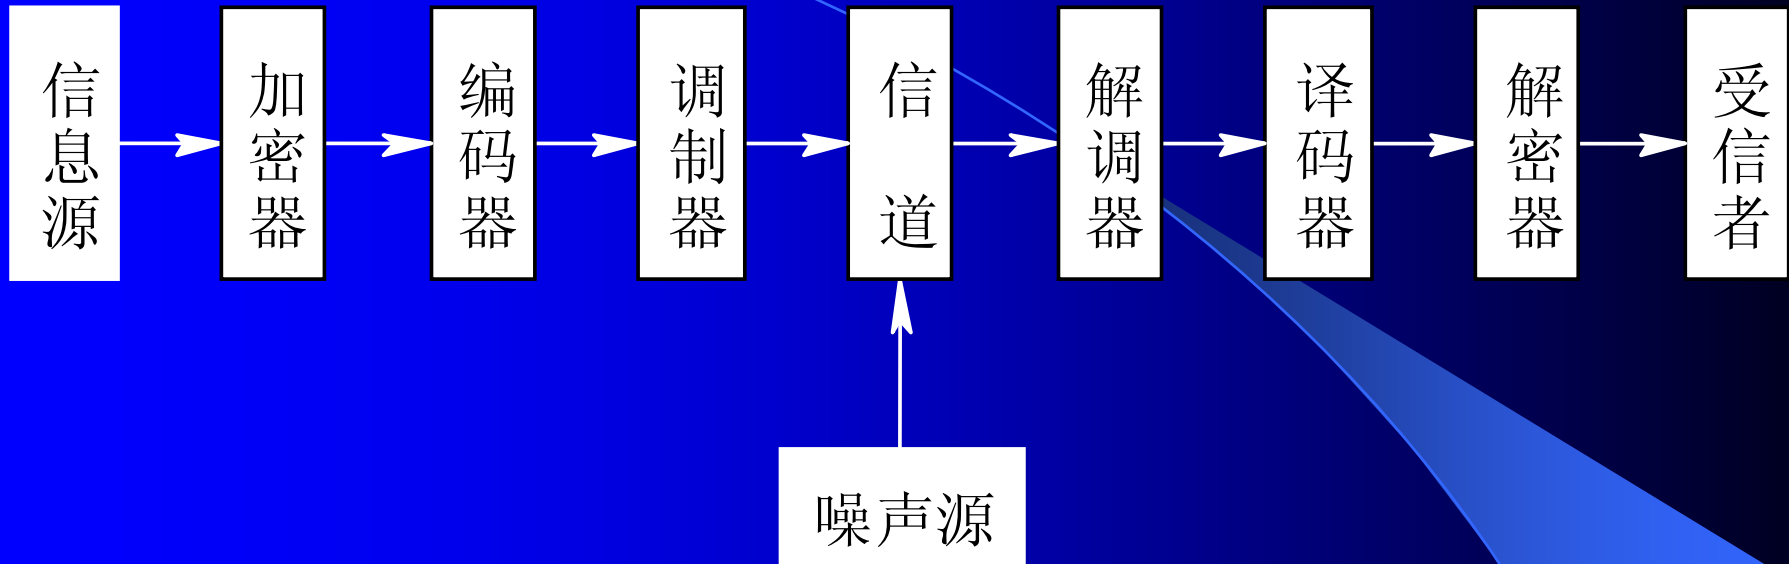 信息源
加密器
编码器
调制器
信道
解调器
译码器
解密器
受信者
噪声源